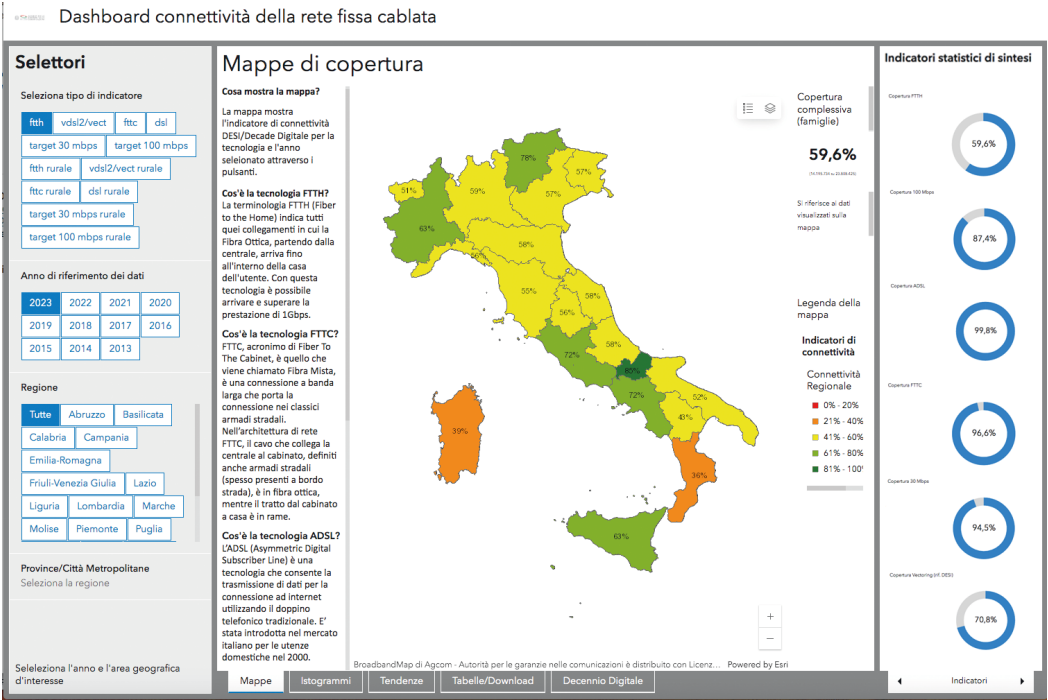 Dashboard connettività della rete fissa cablata
Selettori
Seleziona tipo di indicatore
ftth
vdsl2/vect
fttc
dsl
target 30 mbps
target 100 mbps
ftth rurale
vdsl2/vect rurale
fttc rurale
dsl rurale
target 30 mbps rurale
target 100 mbps rurale
Anno di riferimento dei dati
2023
2022
2021
2020
2019
2018
2017
2016
2015
2014
2013
Regione
Tutte
Abruzzo
Basilicata
Calabria
Campania
Emilia-Romagna
Friuli-Venezia Giulia
Lazio
Liguria
Lombardia
Marche
Molise
Piemonte
Puglia
Province/Città Metropolitane
Seleziona la regione
Seleleziona l'anno e l'area geografica
d'interesse
Mappe di copertura
Cosa mostra la mappa?
La mappa mostra
l'indicatore di connettività
DESI/Decade Digitale per la
tecnologia e l'anno
seleionato attraverso i
pulsanti.
Cos'è la tecnologia FTTH?
La terminologia FTTH (Fiber
to the Home) indica tutti
quei collegamenti in cui la
Fibra Ottica, partendo dalla
centrale, arriva fino
all'interno della casa
dell'utente. Con questa
tecnologia è possibile
arrivare e superare la
prestazione di 1Gbps.
Cos'è la tecnologia FTTC?
FTTC, acronimo di Fiber To
The Cabinet, è quello che
viene chiamato Fibra Mista,
è una connessione a banda
larga che porta la
connessione nei classici
armadi stradali.
Nell'architettura di rete
FTTC, il cavo che collega la
centrale al cabinato, definiti
anche armadi stradali
(spesso presenti a bordo
strada), è in fibra ottica,
mentre il tratto dal cabinato
a casa è in rame.
Cos'è la tecnologia ADSL?
L'ADSL (Asymmetric Digital
Subscriber Line) è una
tecnologia che consente la
trasmissione di dati per la
connessione ad internet
utilizzando il doppino
telefonico tradizionale. E'
stata introdotta nel mercato
italiano per le utenze
domestiche nel 2000.
78%
57%
51%
59%
57%
63%
58%
56%
55%
58%
56%
58%
72%
85%
72%
52%
43%
39%
36%
63%
BroadbandMap di Agcom - Autorità per le garanzie nelle comunicazioni è distribuito con Licenz...
Powered by Esri
Copertura
complessiva
(famiglie)
59,6%
Si riferisce ai dati
visualizzati sulla
mappa
Legenda della
mappa
Indicatori di
connettività
Connettività
Regionale
0% - 20%
21% - 40%
41% - 60%
61% - 80%
81% - 100'
+
−
Mappe
Istogrammi
Tendenze
Tabelle/Download
Decennio Digitale
Indicatori statistici di sintesi
Copertura FTTH
59,6%
Copertura 100 Mbps
87,4%
Copertura ADSL
99,8%
Copertura FTTC
96,6%
Copertura 30 Mbps
94,5%
Copertura Vectoring (rif. DESI)
70,8%
Indicatori